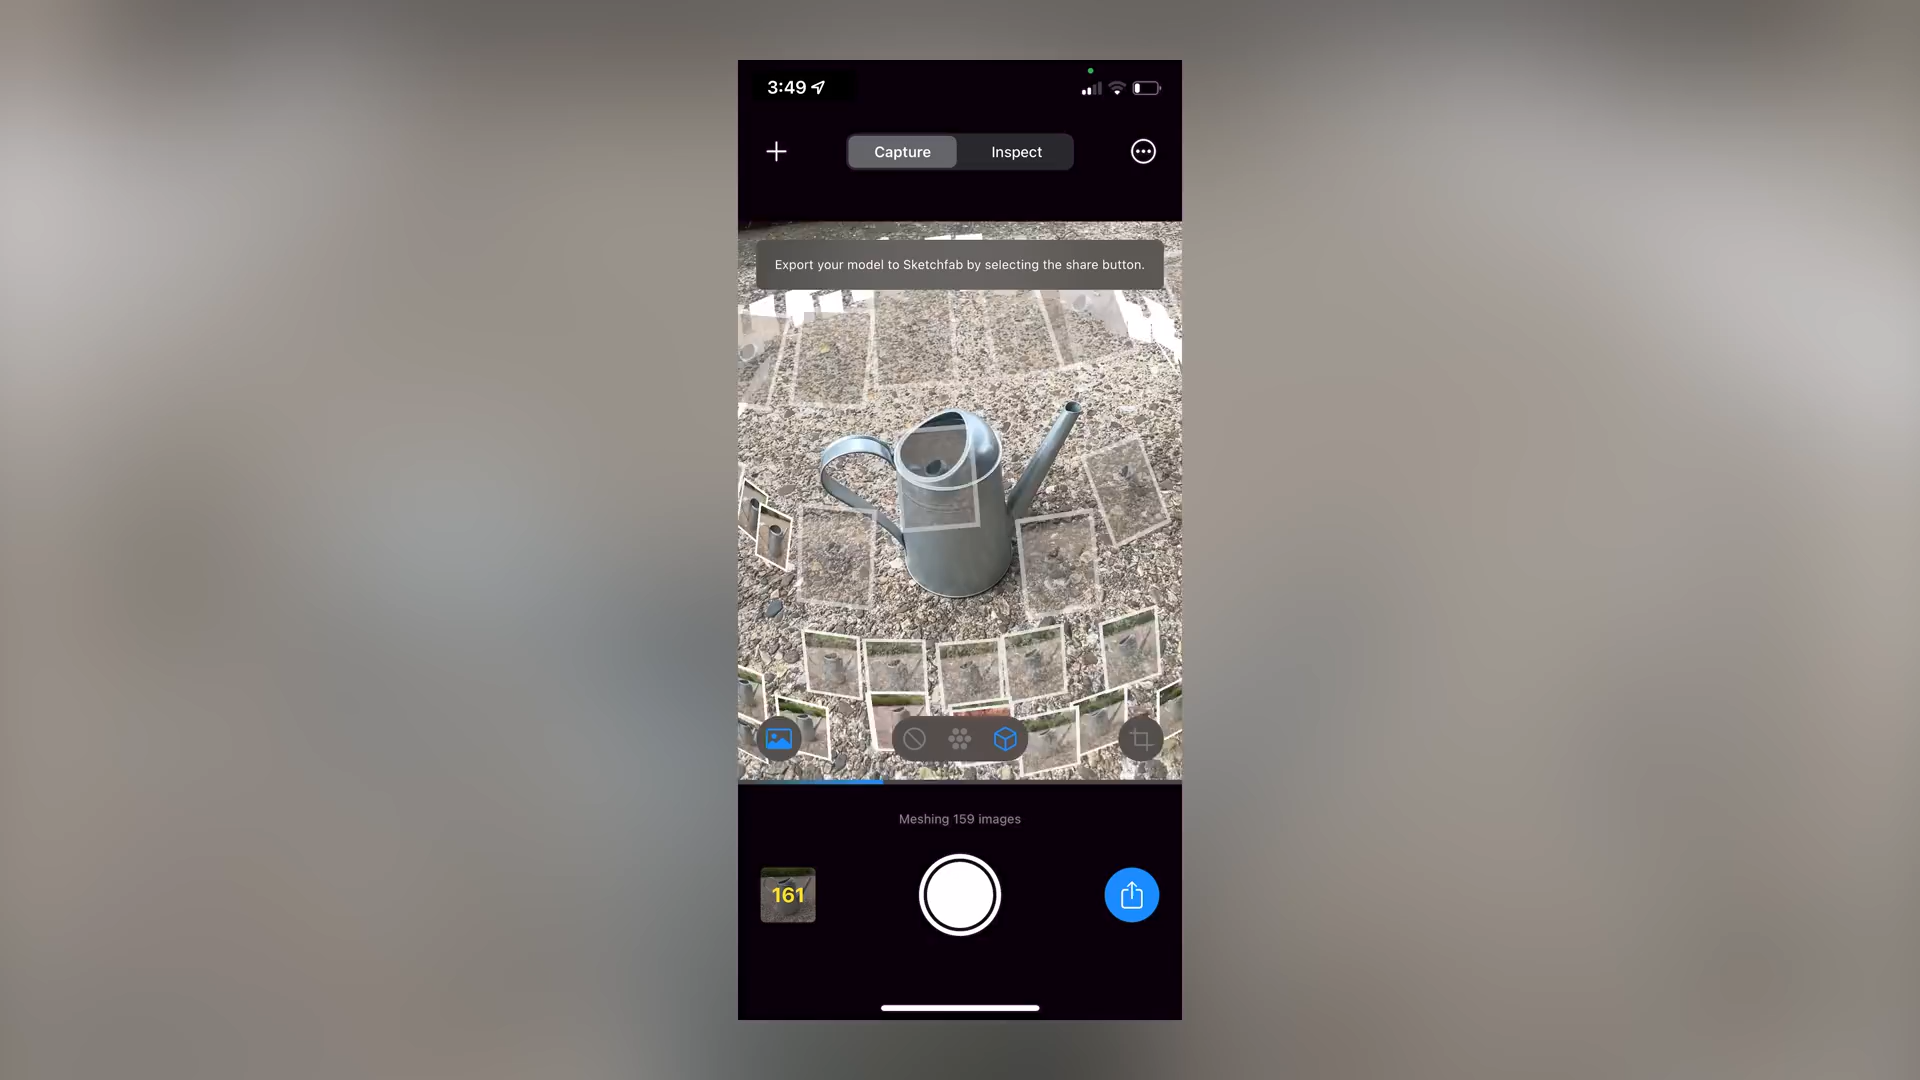 3:49
Capture
Inspect
Export your model to Sketchfab by selecting the share button.
Meshing 159 images
161